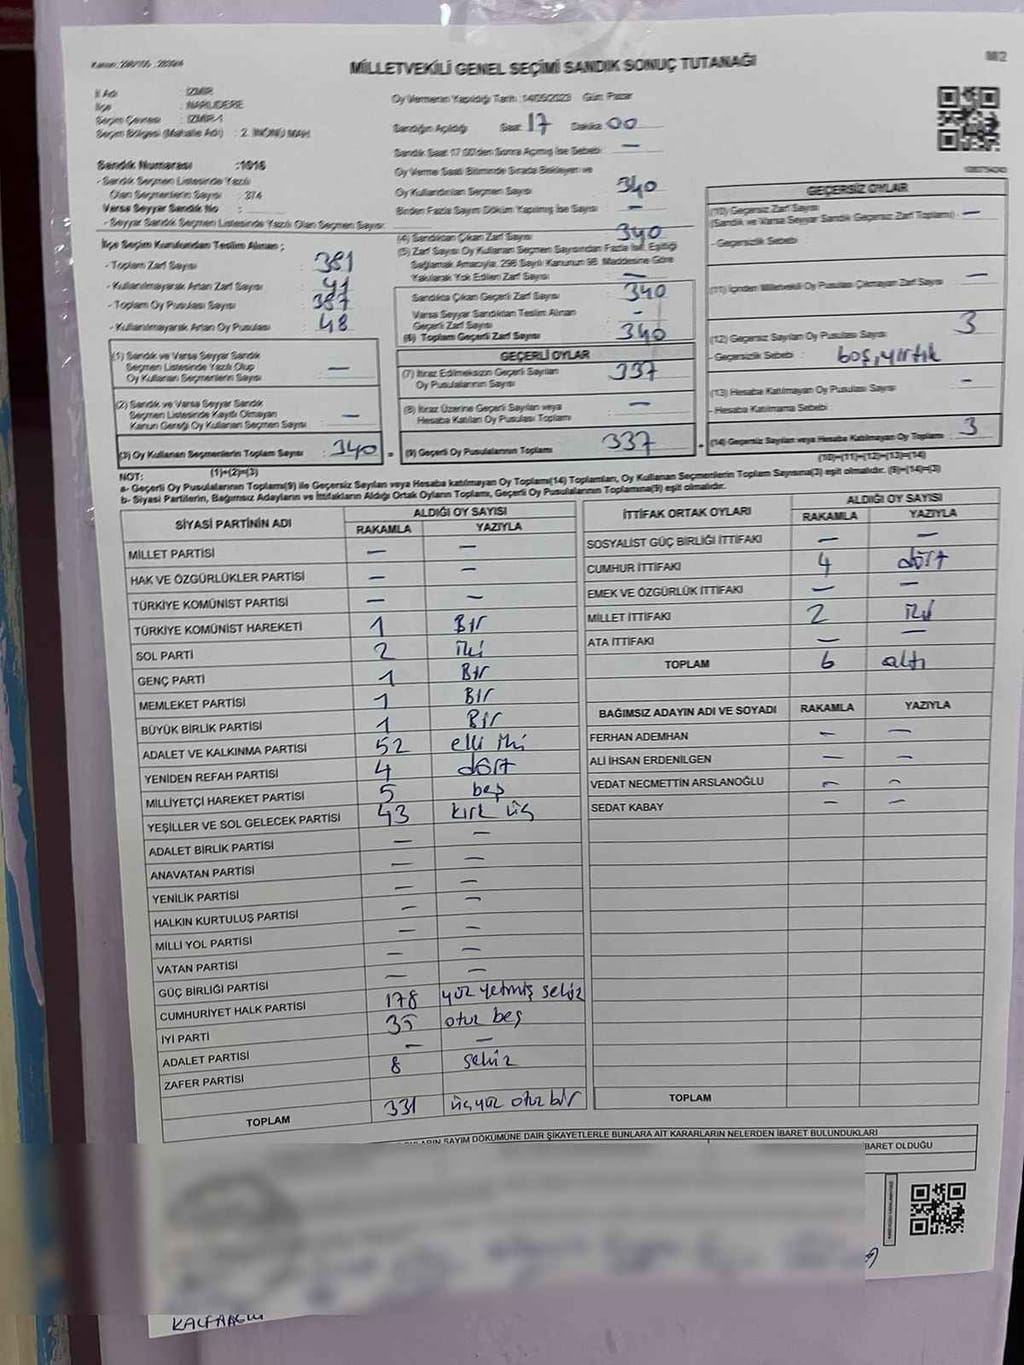 Kanun: 298/105 : 2839/4
MİLLETVEKİLİ GENEL SEÇİMİ SANDIK SONUÇ TUTANAĞI
İl Adı : İZMİR
İlçe : NARLIDERE
Seçim Çevresi : İZMİR-1
Seçim Bölgesi (Mahalle Adı) : 2. İNÖNÜ MAH.
Oy Vermenin Yapıldığı Tarih :14/05/2023 Gün: Pazar
Sandığın Açıldığı Saat: 17 Dakika: 00
Sandık Saat 17:00'den Sonra Açılmış İse Sebebi: —
Sandık Numarası :1016
- Sandık Seçmen Listesinde Yazılı
Olan Seçmenlerin Sayısı : 374
Varsa Seyyar Sandık No :
- Seyyar Sandık Seçmen Listesinde Yazılı Olan Seçmen Sayısı:
Oy Verme Saati Bitiminde Sırada Bekleyen ve
Oy Kullandırılan Seçmen Sayısı 340
Birden Fazla Sayım Döküm Yapılmış İse Sayısı —
İlçe Seçim Kurulundan Teslim Alınan ;
- Toplam Zarf Sayısı : 381
- Kullanılmayarak Artan Zarf Sayısı : 41
- Toplam Oy Pusulası Sayısı : 387
- Kullanılmayarak Artan Oy Pusulası : 48
(4) Sandıktan Çıkan Zarf Sayısı 340
(5) Zarf Sayısı Oy Kullanan Seçmen Sayısından Fazla İse, Eşitliği
Sağlamak Amacıyla, 298 Sayılı Kanunun 98. Maddesine Göre
Yakılarak Yok Edilen Zarf Sayısı —
Sandıkta Çıkan Geçerli Zarf Sayısı 340
Varsa Seyyar Sandıktan Teslim Alınan
Geçerli Zarf Sayısı -
(6) Toplam Geçerli Zarf Sayısı 340
GEÇERSİZ OYLAR
(10) Geçersiz Zarf Sayısı
(Sandık ve Varsa Seyyar Sandık Geçersiz Zarf Toplamı) —
- Geçersizlik Sebebi :
(11) İçinden Milletvekili Oy Pusulası Çıkmayan Zarf Sayısı —
(12) Geçersiz Sayılan Oy Pusulası Sayısı 3
- Geçersizlik Sebebi : boş, yırtık
(13) Hesaba Katılmayan Oy Pusulası Sayısı -
- Hesaba Katılmama Sebebi
(14) Geçersiz Sayılan veya Hesaba Katılmayan Oy Toplamı 3
(10)+(11)+(12)+(13)=(14)
(1) Sandık ve Varsa Seyyar Sandık
Seçmen Listesinde Yazılı Olup
Oy Kullanan Seçmenlerin Sayısı : —
(2) Sandık ve Varsa Seyyar Sandık
Seçmen Listesinde Kayıtlı Olmayan
Kanun Gereği Oy Kullanan Seçmen Sayısı : —
(3) Oy Kullanan Seçmenlerin Toplam Sayısı : 340
(1)+(2)=(3)
GEÇERLİ OYLAR
(7) İtiraz Edilmeksizin Geçerli Sayılan
Oy Pusulalarının Sayısı 337
(8) İtiraz Üzerine Geçerli Sayılan veya
Hesaba Katılan Oy Pusulası Toplamı —
(9) Geçerli Oy Pusulalarının Toplamı 337
NOT:
a- Geçerli Oy Pusulalarının Toplamı(9) ile Geçersiz Sayılan veya Hesaba katılmayan Oy Toplamı(14) Toplamları, Oy Kullanan Seçmenlerin Toplam Sayısına(3) eşit olmalıdır. (9)+(14)=(3)
b- Siyasi Partilerin, Bağımsız Adayların ve İttifakların Aldığı Ortak Oyların Toplamı, Geçerli Oy Pusulalarının Toplamına(9) eşit olmalıdır.
SİYASİ PARTİNİN ADI ALDIĞI OY SAYISI
RAKAMLA YAZIYLA
MİLLET PARTİSİ — —
HAK VE ÖZGÜRLÜKLER PARTİSİ — —
TÜRKİYE KOMÜNİST PARTİSİ — —
TÜRKİYE KOMÜNİST HAREKETİ 1 Bir
SOL PARTİ 2 iki
GENÇ PARTİ 1 Bir
MEMLEKET PARTİSİ 1 Bir
BÜYÜK BİRLİK PARTİSİ 1 Bir
ADALET VE KALKINMA PARTİSİ 52 elli iki
YENİDEN REFAH PARTİSİ 4 dört
MİLLİYETÇİ HAREKET PARTİSİ 5 beş
YEŞİLLER VE SOL GELECEK PARTİSİ 43 kırk üç
ADALET BİRLİK PARTİSİ — —
ANAVATAN PARTİSİ — —
YENİLİK PARTİSİ — —
HALKIN KURTULUŞ PARTİSİ — —
MİLLİ YOL PARTİSİ — —
VATAN PARTİSİ — —
GÜÇ BİRLİĞİ PARTİSİ — —
CUMHURİYET HALK PARTİSİ 178 yüz yetmiş sekiz
İYİ PARTİ 35 otuz beş
ADALET PARTİSİ — —
ZAFER PARTİSİ 8 sekiz
TOPLAM 331 üçyüz otuz bir
İTTİFAK ORTAK OYLARI ALDIĞI OY SAYISI
RAKAMLA YAZIYLA
SOSYALİST GÜÇ BİRLİĞİ İTTİFAKI — —
CUMHUR İTTİFAKI 4 dört
EMEK VE ÖZGÜRLÜK İTTİFAKI — —
MİLLET İTTİFAKI 2 iki
ATA İTTİFAKI — —
TOPLAM 6 altı
BAĞIMSIZ ADAYIN ADI VE SOYADI RAKAMLA YAZIYLA
FERHAN ADEMHAN — —
ALİ İHSAN ERDENİLGEN — —
VEDAT NECMETTİN ARSLANOĞLU — —
SEDAT KABAY — —
TOPLAM
SAYIM DÖKÜMÜNE DAİR ŞİKAYETLERLE BUNLARA AİT KARARLARIN NELERDEN İBARET BULUNDUKLARI
İBARET OLDUĞU